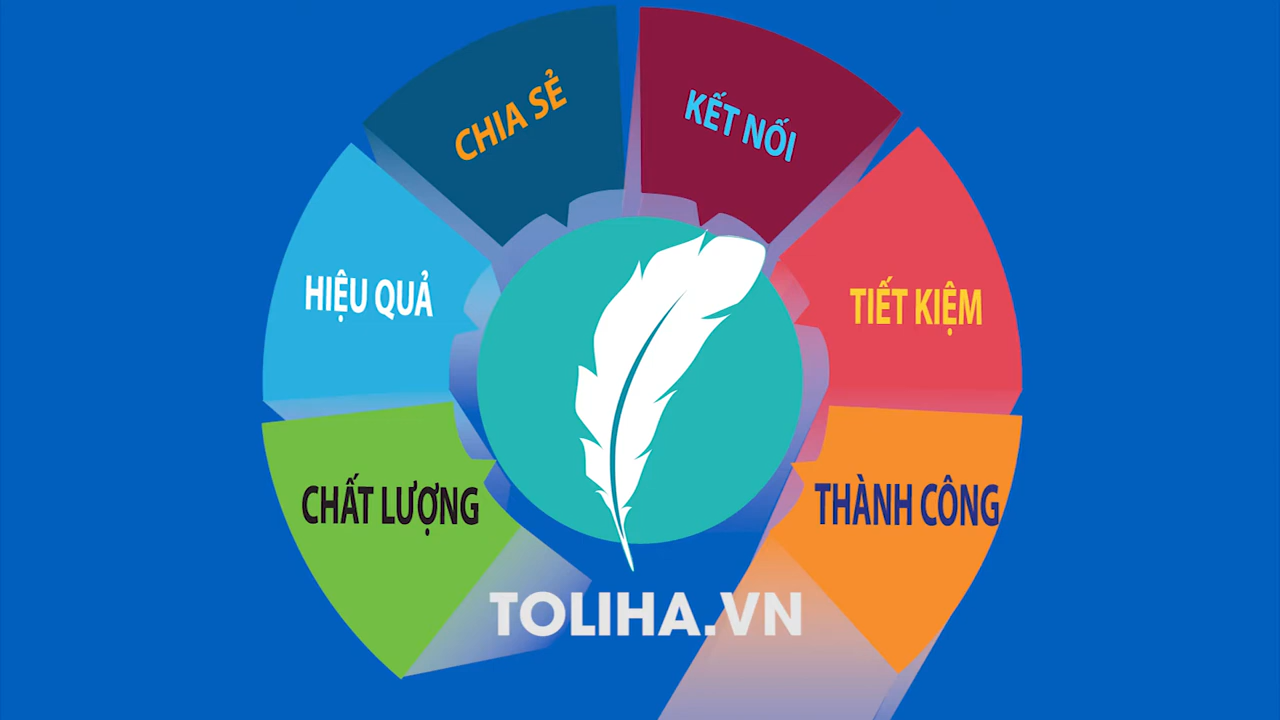 CHIA SẺ
KẾT NỐI
HIỆU QUẢ
TIẾT KIỆM
CHẤT LƯỢNG
THÀNH CÔNG
TOLIHA.VN